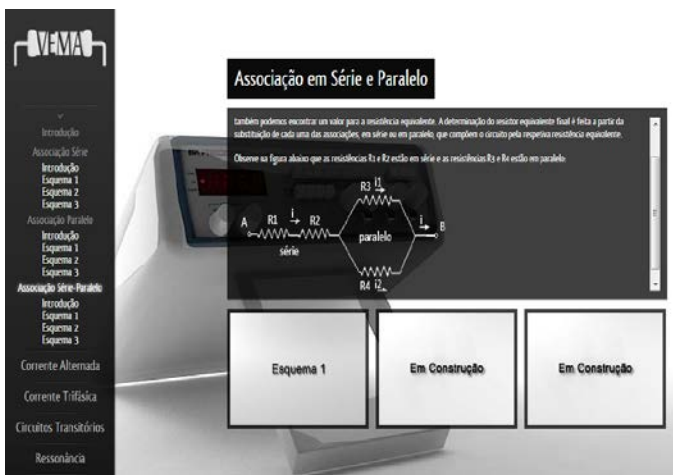 VEMA
Introdução
Associação Série
Introdução
Esquema 1
Esquema 2
Esquema 3
Associação Paralelo
Introdução
Esquema 1
Esquema 2
Esquema 3
Associação Série-Paralelo
Introdução
Esquema 1
Esquema 2
Esquema 3
Corrente Alternada
Corrente Trifásica
Circuitos Transitórios
Ressonância
Associação em Série e Paralelo
também podemos encontrar um valor para a resistência equivalente. A determinação do resistor equivalente final é feita a partir da
substituição de cada uma das associações, em série ou em paralelo, que compõem o circuito pela respetiva resistência equivalente.
Observe na figura abaixo que as resistências R1 e R2 estão em série e as resistências R3 e R4 estão em paralelo:
R3 i1
A R1 i R2 paralelo i B
série
R4 i2
Esquema 1
Em Construção
Em Construção